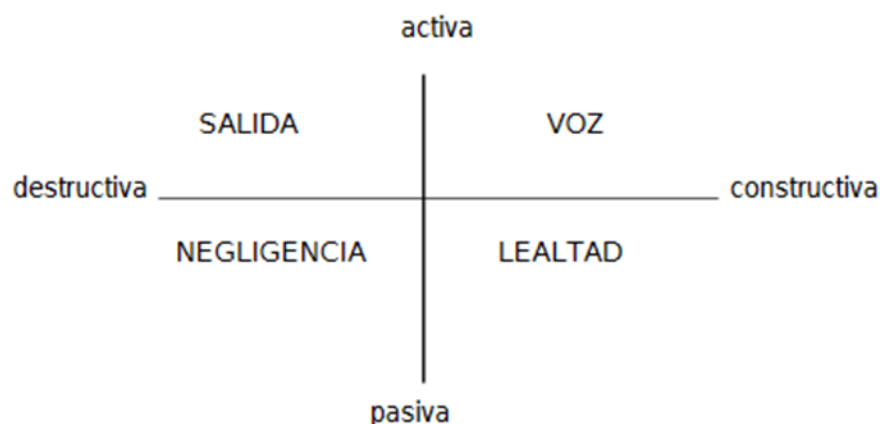 activa
SALIDA VOZ
destructiva constructiva
NEGLIGENCIA LEALTAD
pasiva